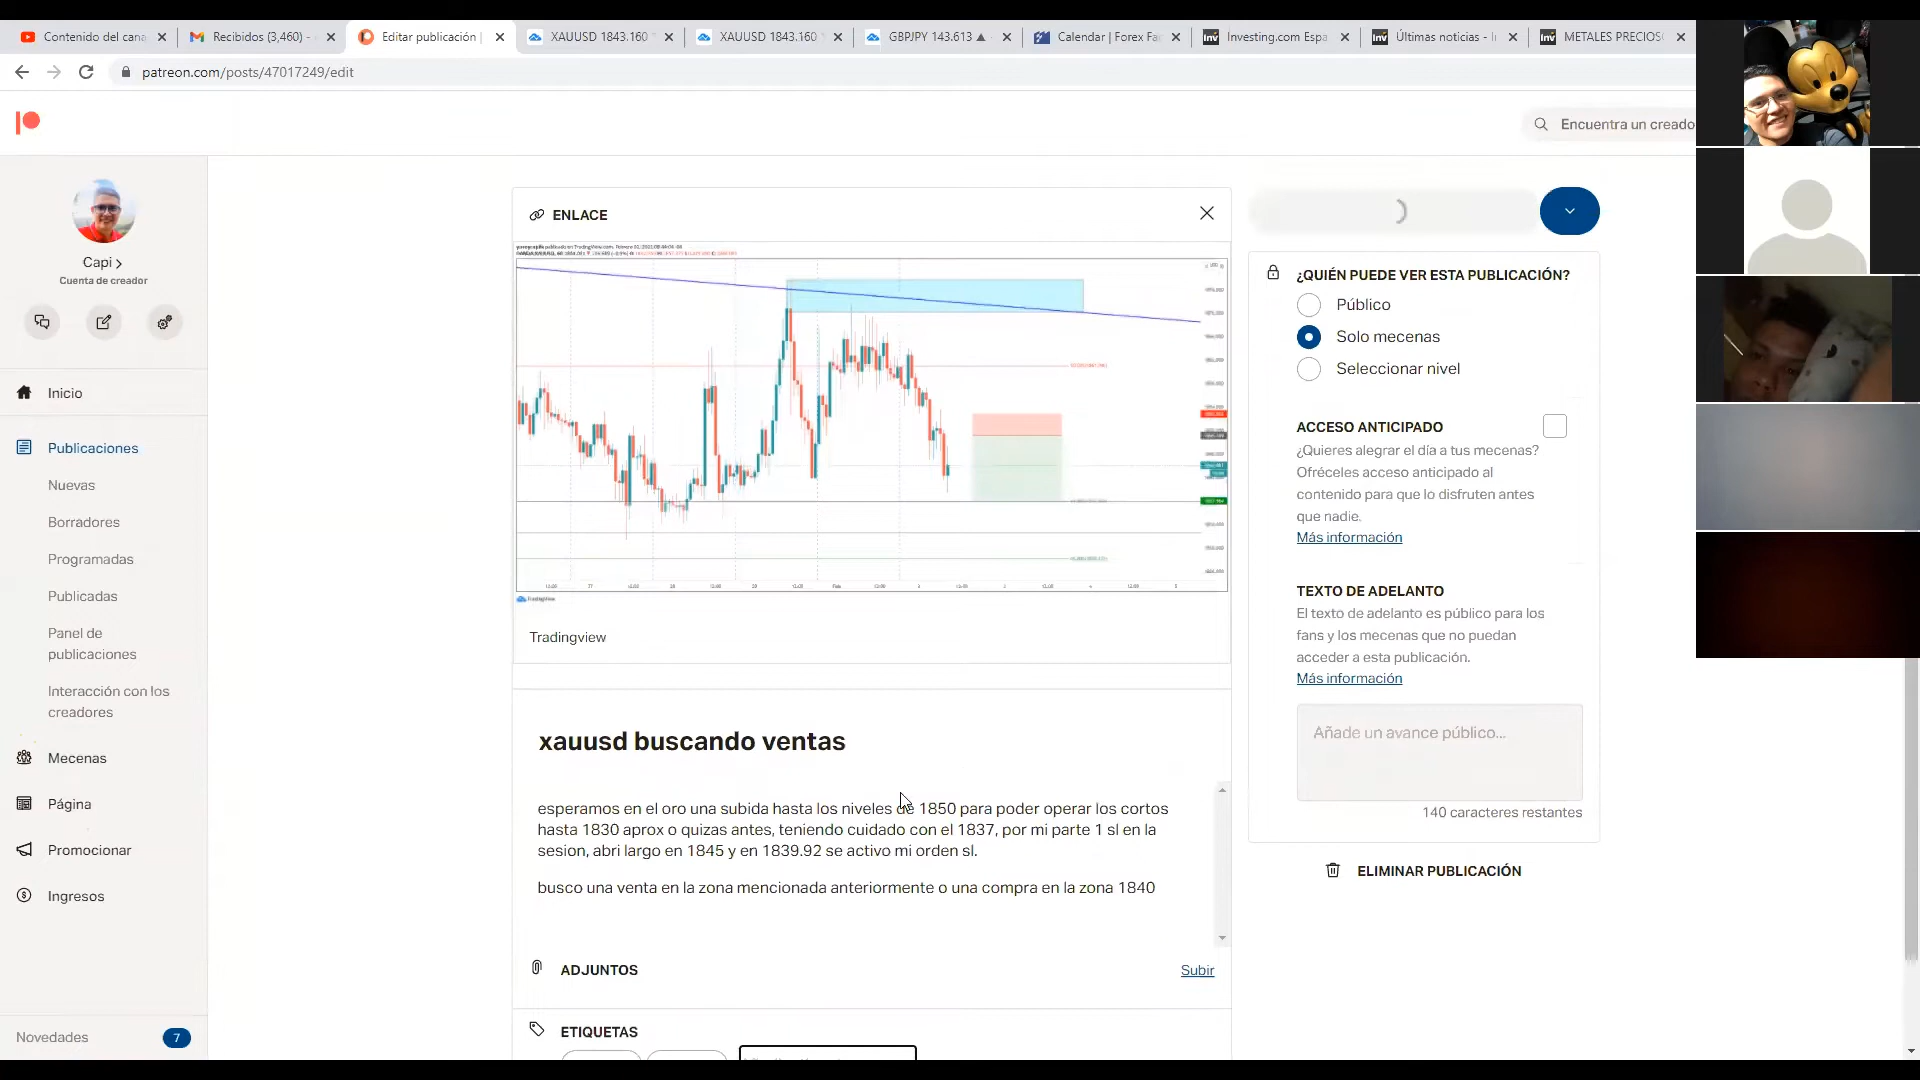 Contenido del cana
Recibidos (3,460) -
Editar publicación |
XAUUSD 1843.160
XAUUSD 1843.160
GBPJPY 143.613 ▲
Calendar | Forex Fa
Investing.com Espa
Últimas noticias - I
METALES PRECIOS
patreon.com/posts/47017249/edit
Encuentra un creado
Capi
Cuenta de creador
Inicio
Publicaciones
Nuevas
Borradores
Programadas
Publicadas
Panel de
publicaciones
Interacción con los
creadores
Mecenas
Página
Promocionar
Ingresos
Novedades
7
ENLACE
TradingView
Tradingview
xauusd buscando ventas
esperamos en el oro una subida hasta los niveles de 1850 para poder operar los cortos
hasta 1830 aprox o quizas antes, teniendo cuidado con el 1837, por mi parte 1 sl en la
sesion, abri largo en 1845 y en 1839.92 se activo mi orden sl.
busco una venta en la zona mencionada anteriormente o una compra en la zona 1840
ADJUNTOS
Subir
ETIQUETAS
¿QUIÉN PUEDE VER ESTA PUBLICACIÓN?
Público
Solo mecenas
Seleccionar nivel
ACCESO ANTICIPADO
¿Quieres alegrar el día a tus mecenas?
Ofréceles acceso anticipado al
contenido para que lo disfruten antes
que nadie.
Más información
TEXTO DE ADELANTO
El texto de adelanto es público para los
fans y los mecenas que no puedan
acceder a esta publicación.
Más información
Añade un avance público...
140 caracteres restantes
ELIMINAR PUBLICACIÓN